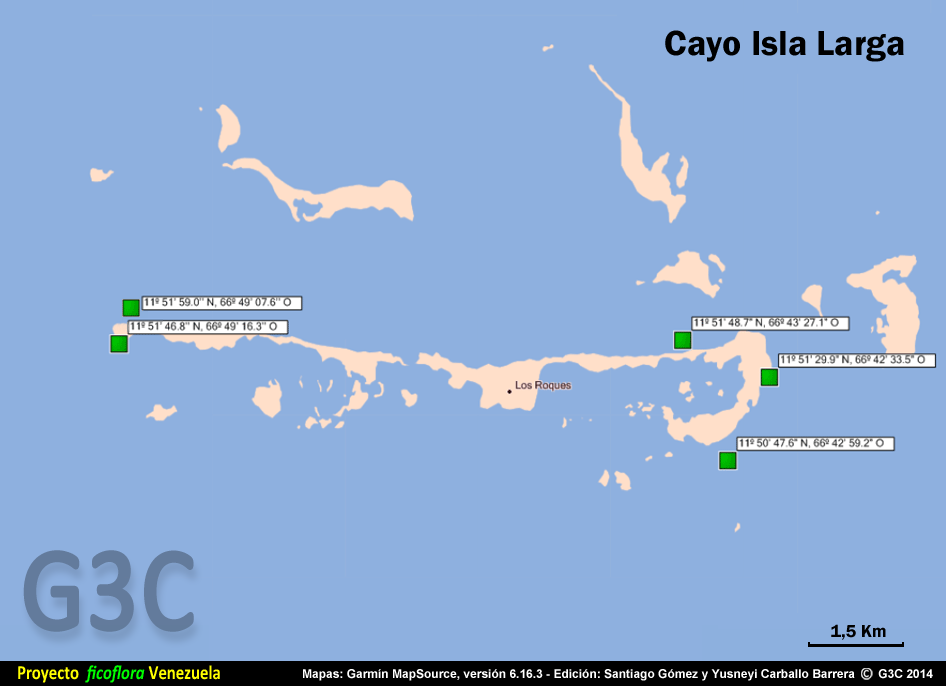 Cayo Isla Larga
11º 51' 59.0'' N, 66º 49' 07.6'' O
11º 51' 46.8'' N, 66º 49' 16.3'' O
11º 51' 48.7" N, 66º 43' 27.1" O
11º 51' 29.9" N, 66º 42' 33.5" O
Los Roques
11º 50' 47.6" N, 66º 42' 59.2" O
G3C
1,5 Km
Proyecto ficoflora Venezuela
Mapas: Garmín MapSource, versión 6.16.3 - Edición: Santiago Gómez y Yusneyi Carballo Barrera © G3C 2014